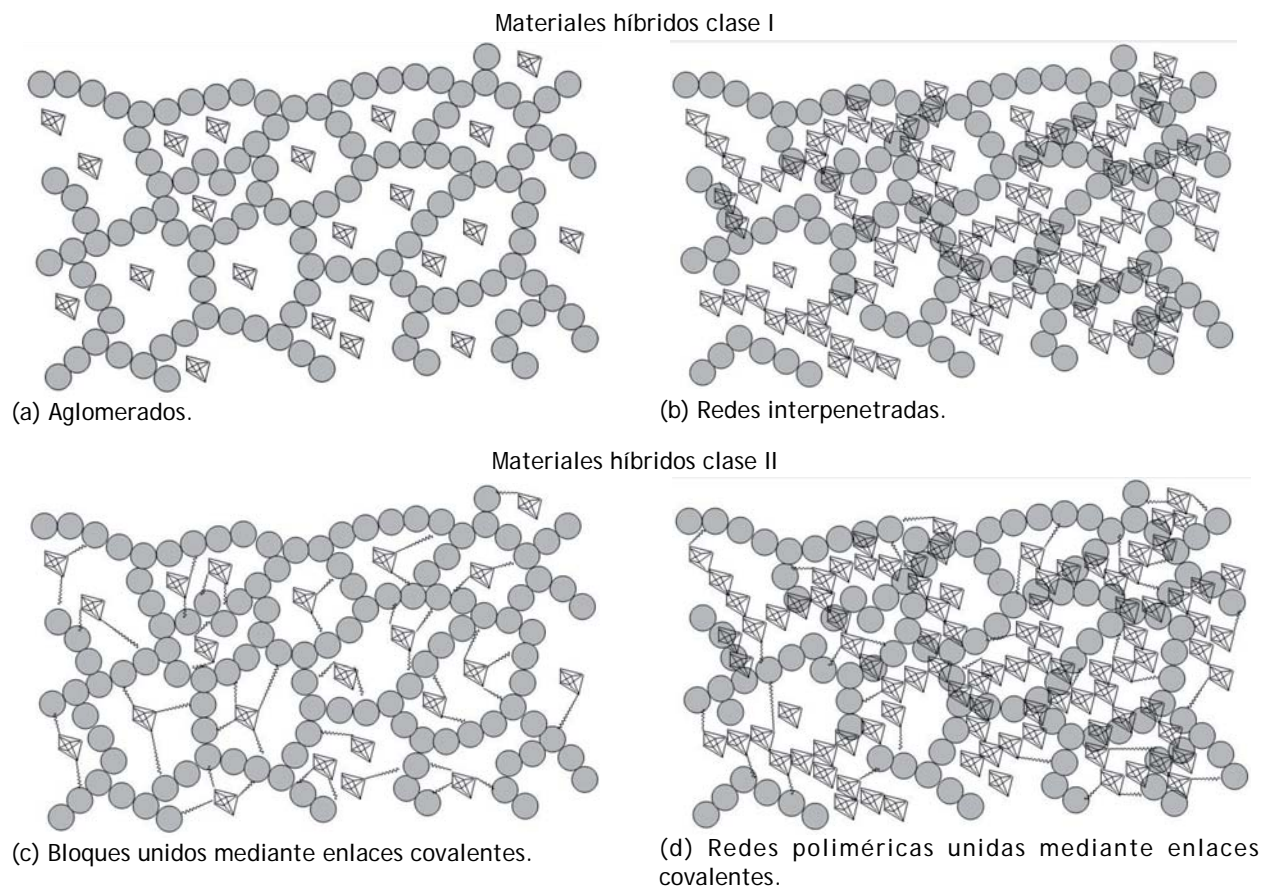 Materiales híbridos clase I
(a) Aglomerados.
(b) Redes interpenetradas.
Materiales híbridos clase II
(c) Bloques unidos mediante enlaces covalentes.
(d) Redes poliméricas unidas mediante enlaces
covalentes.